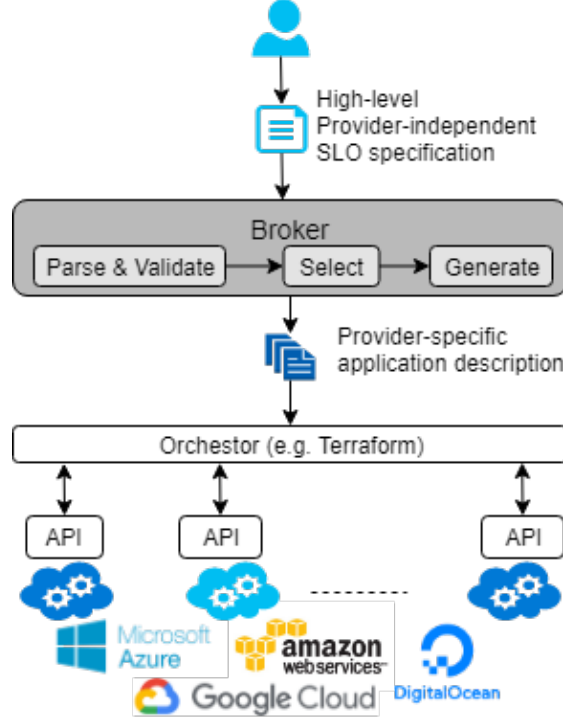 High-level
Provider-independent
SLO specification
Broker
Parse & Validate
Select
Generate
Provider-specific
application description
Orchestor (e.g. Terraform)
API
API
API
Microsoft
Azure
amazon
webservices
Google Cloud
DigitalOcean